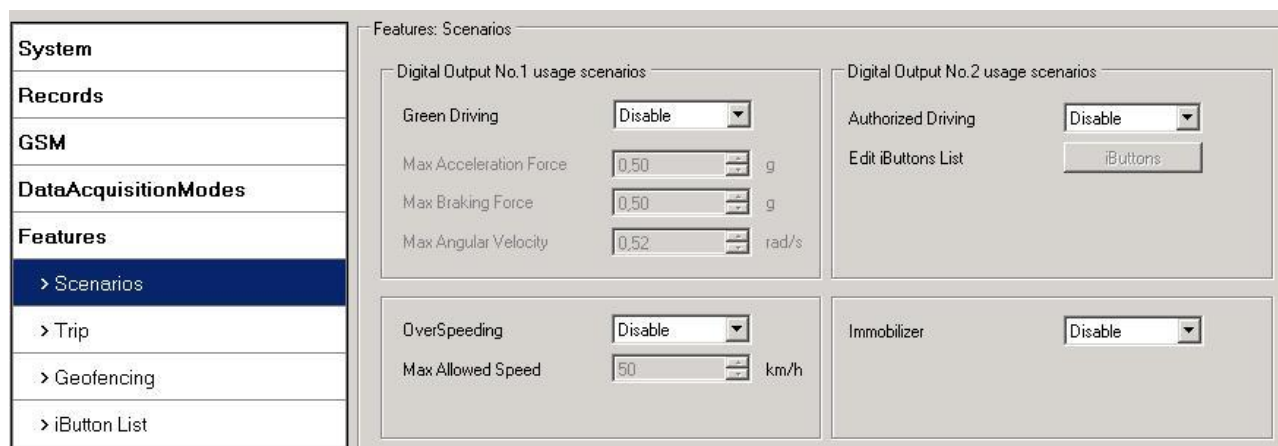 System
Records
GSM
DataAcquisitionModes
Features
> Scenarios
> Trip
> Geofencing
> iButton List
Features: Scenarios
Digital Output No.1 usage scenarios
Green Driving Disable
Max Acceleration Force 0,50 g
Max Braking Force 0,50 g
Max Angular Velocity 0,52 rad/s
Digital Output No.2 usage scenarios
Authorized Driving Disable
Edit iButtons List iButtons
OverSpeeding Disable
Max Allowed Speed 50 km/h
Immobilizer Disable